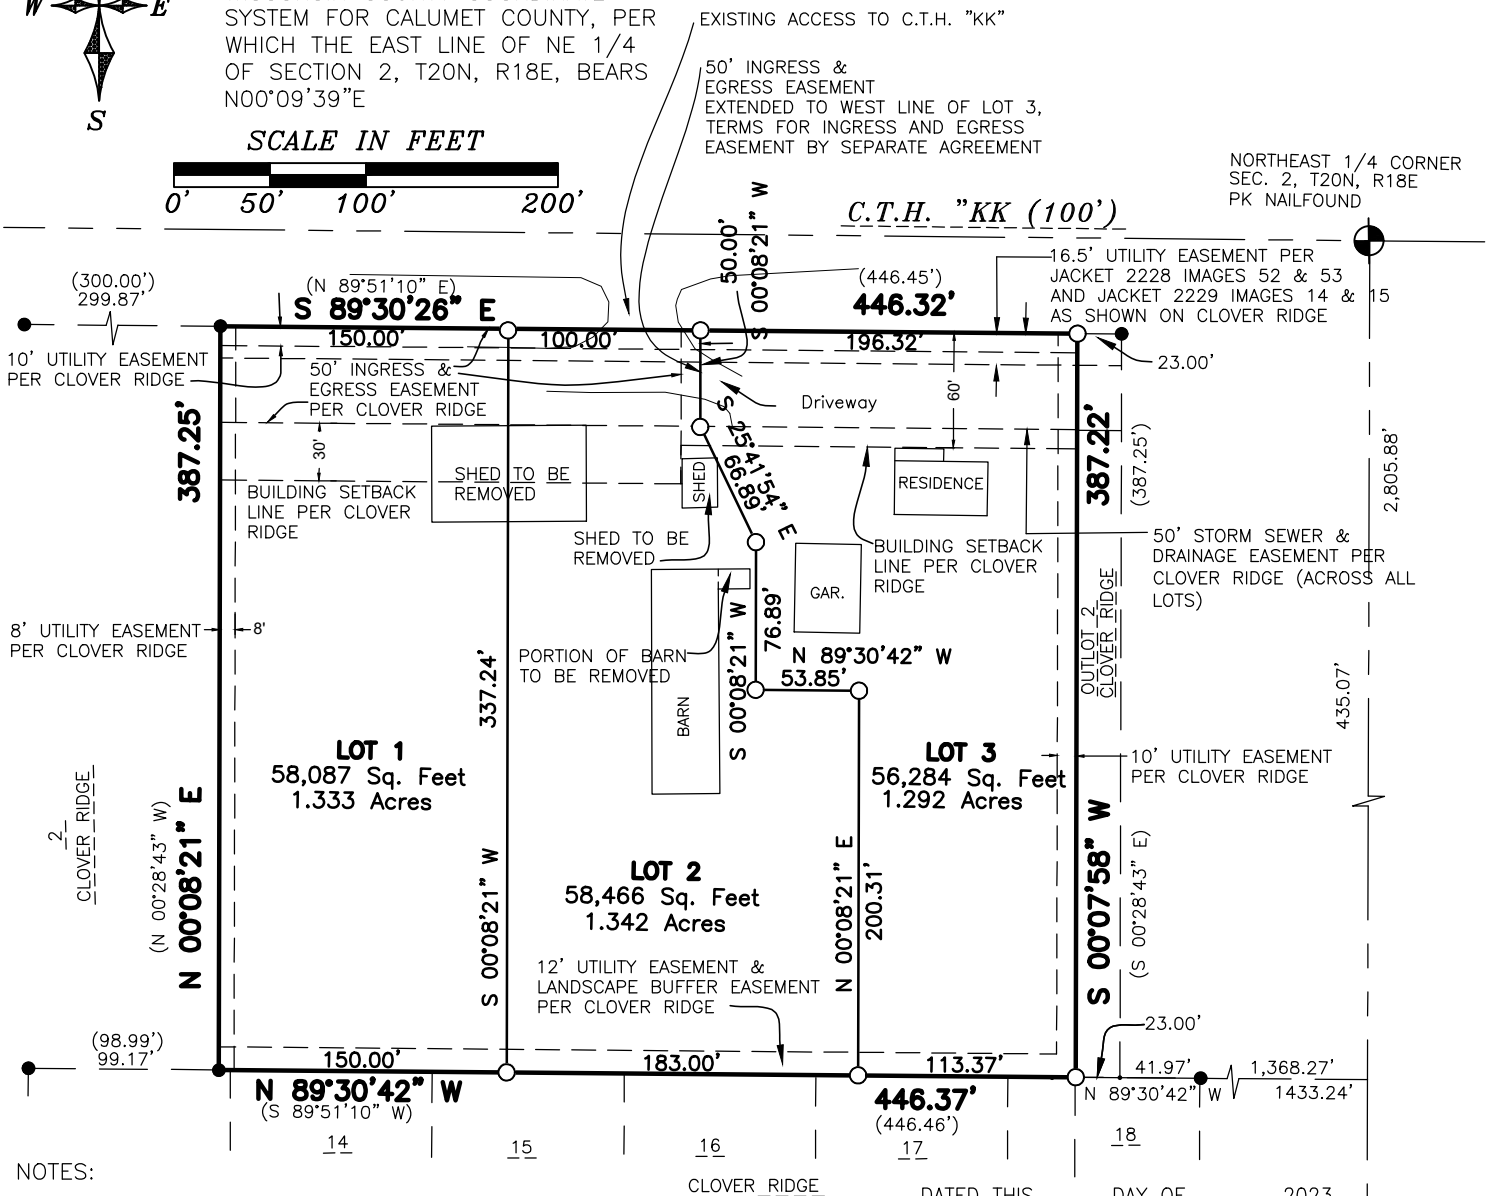 W E
S
SYSTEM FOR CALUMET COUNTY, PER
WHICH THE EAST LINE OF NE 1/4
OF SECTION 2, T20N, R18E, BEARS
N00°09'39"E
SCALE IN FEET
0' 50' 100' 200'
EXISTING ACCESS TO C.T.H. "KK"
50' INGRESS &
EGRESS EASEMENT
EXTENDED TO WEST LINE OF LOT 3,
TERMS FOR INGRESS AND EGRESS
EASEMENT BY SEPARATE AGREEMENT
NORTHEAST 1/4 CORNER
SEC. 2, T20N, R18E
PK NAILFOUND
C.T.H. "KK (100')
50.00'
S 00°08'21" W
16.5' UTILITY EASEMENT PER
JACKET 2228 IMAGES 52 & 53
AND JACKET 2229 IMAGES 14 & 15
AS SHOWN ON CLOVER RIDGE
(300.00')
299.87'
(N 89°51'10" E)
S 89°30'26" E
(446.45')
446.32'
150.00'
100.00'
196.32'
23.00'
10' UTILITY EASEMENT
PER CLOVER RIDGE
50' INGRESS &
EGRESS EASEMENT
PER CLOVER RIDGE
Driveway
60'
387.25'
30'
S 25°41'54" E
66.89'
387.22'
(387.25')
2,805.88'
BUILDING SETBACK
LINE PER CLOVER
RIDGE
SHED TO BE
REMOVED
SHED
RESIDENCE
SHED TO BE
REMOVED
BUILDING SETBACK
LINE PER CLOVER
RIDGE
50' STORM SEWER &
DRAINAGE EASEMENT PER
CLOVER RIDGE (ACROSS ALL
LOTS)
GAR.
8' UTILITY EASEMENT
PER CLOVER RIDGE
8'
PORTION OF BARN
TO BE REMOVED
BARN
S 00°08'21" W
76.89'
N 89°30'42" W
53.85'
OUTLOT 2
CLOVER RIDGE
435.07'
337.24'
LOT 1
58,087 Sq. Feet
1.333 Acres
LOT 3
56,284 Sq. Feet
1.292 Acres
10' UTILITY EASEMENT
PER CLOVER RIDGE
2
CLOVER RIDGE
(N 00°28'43" W)
N 00°08'21" E
S 00°08'21" W
LOT 2
58,466 Sq. Feet
1.342 Acres
N 00°08'21" E
200.31'
S 00°07'58" W
(S 00°28'43" E)
12' UTILITY EASEMENT &
LANDSCAPE BUFFER EASEMENT
PER CLOVER RIDGE
23.00'
(98.99')
99.17'
150.00'
183.00'
113.37'
41.97'
1,368.27'
N 89°30'42" W
(S 89°51'10" W)
446.37'
(446.46')
N 89°30'42" W
1433.24'
14
15
16
17
18
NOTES:
CLOVER RIDGE
DATED THIS DAY OF 2023